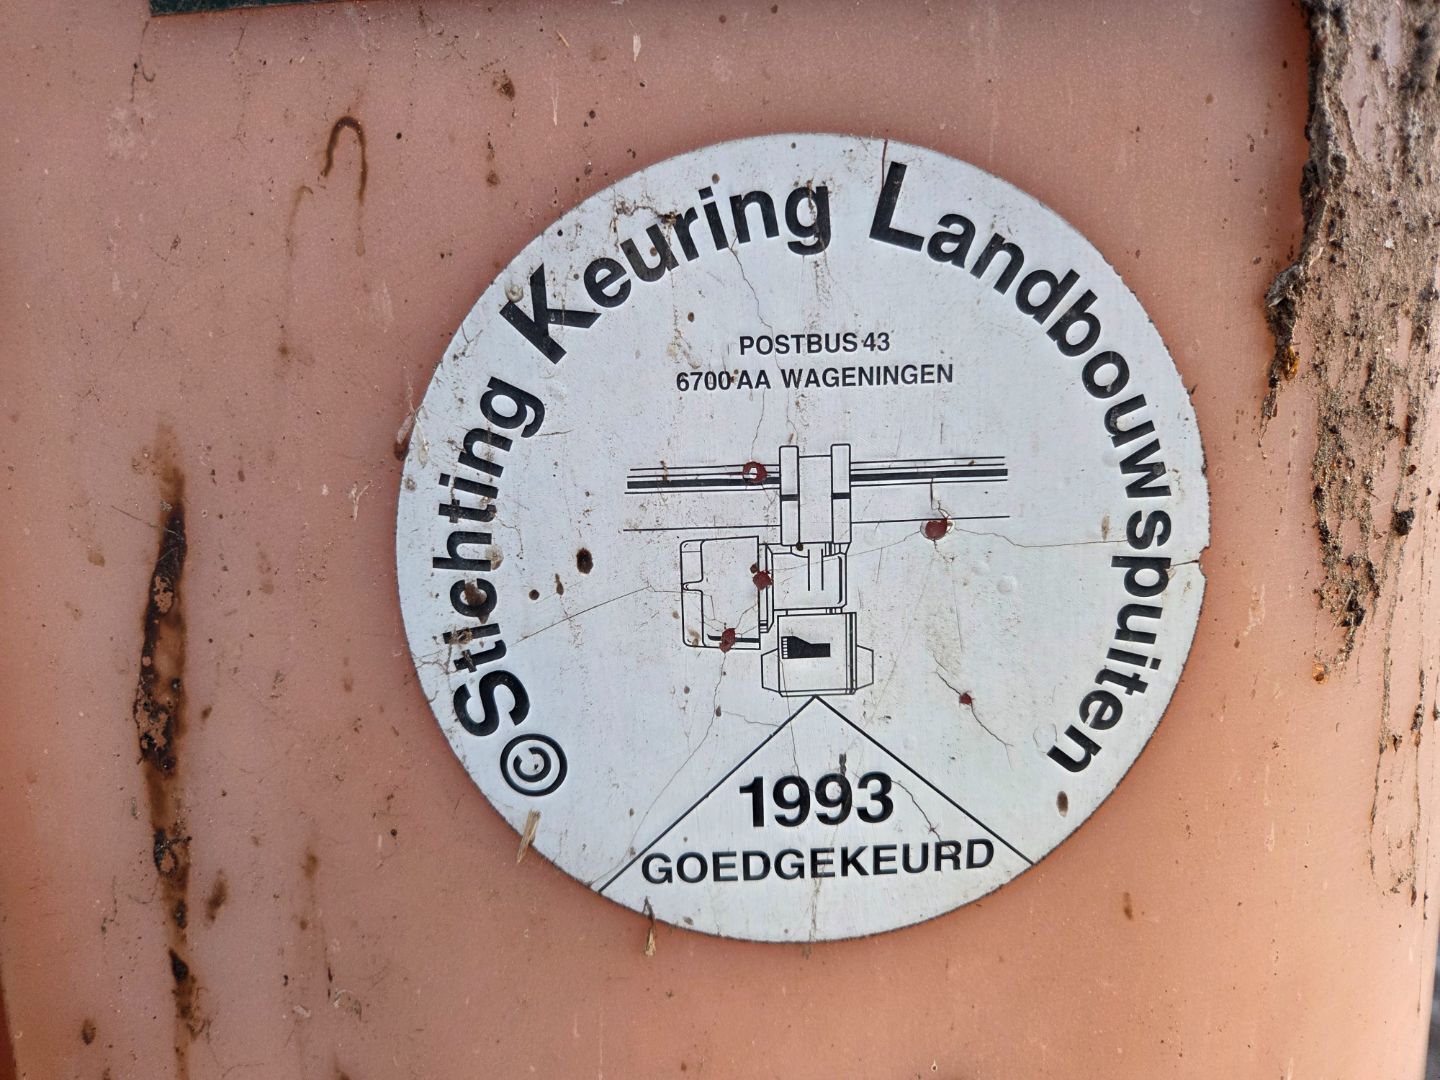 © Stichting Keuring Landbouwspuiten
POSTBUS 43
6700 AA WAGENINGEN
1993
GOEDGEKEURD